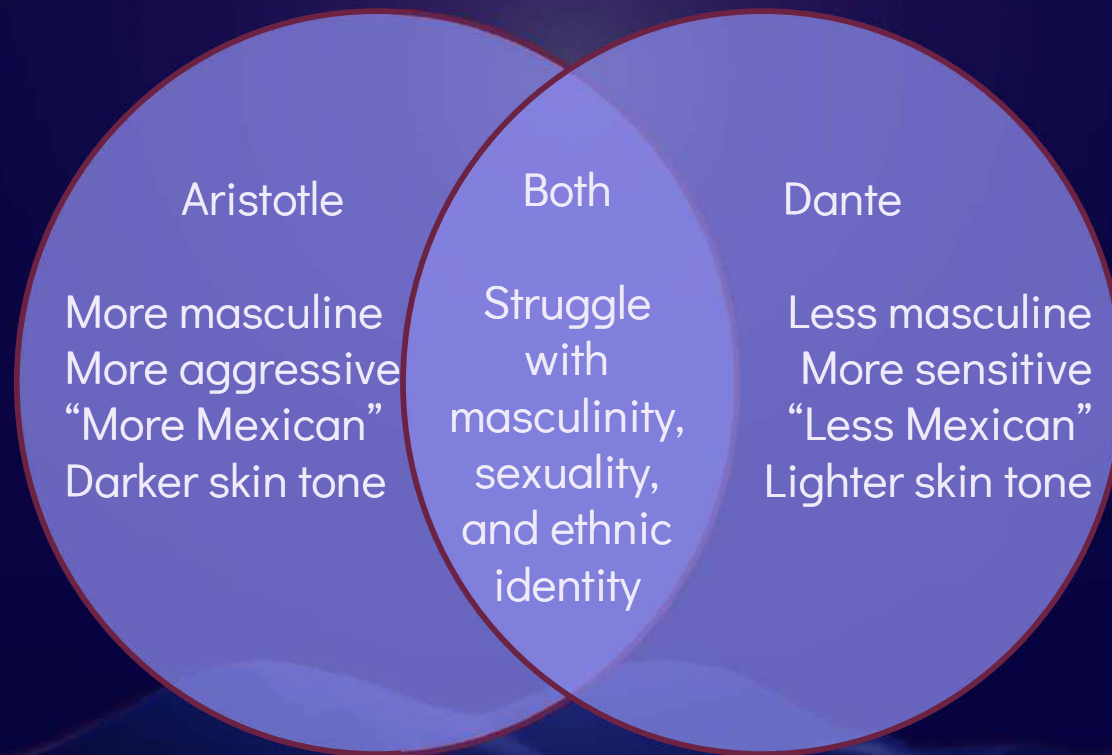 Aristotle
More masculine
More aggressive
“More Mexican”
Darker skin tone
Both
Struggle
with
masculinity,
sexuality,
and ethnic
identity
Dante
Less masculine
More sensitive
“Less Mexican”
Lighter skin tone